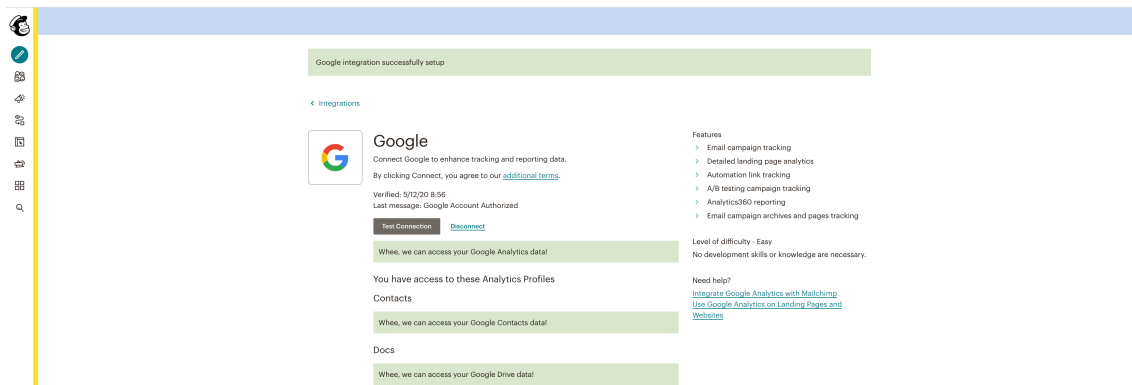 Google integration successfully setup
Integrations
Google
Connect Google to enhance tracking and reporting data.
By clicking Connect, you agree to our additional terms.
Verified: 5/12/20 8:56
Last message: Google Account Authorized
Test Connection
Disconnect
Whee, we can access your Google Analytics data!
You have access to these Analytics Profiles
Contacts
Whee, we can access your Google Contacts data!
Docs
Whee, we can access your Google Drive data!
Features
Email campaign tracking
Detailed landing page analytics
Automation link tracking
A/B testing campaign tracking
Analytics360 reporting
Email campaign archives and pages tracking
Level of difficulty - Easy
No development skills or knowledge are necessary.
Need help?
Integrate Google Analytics with Mailchimp
Use Google Analytics on Landing Pages and
Websites